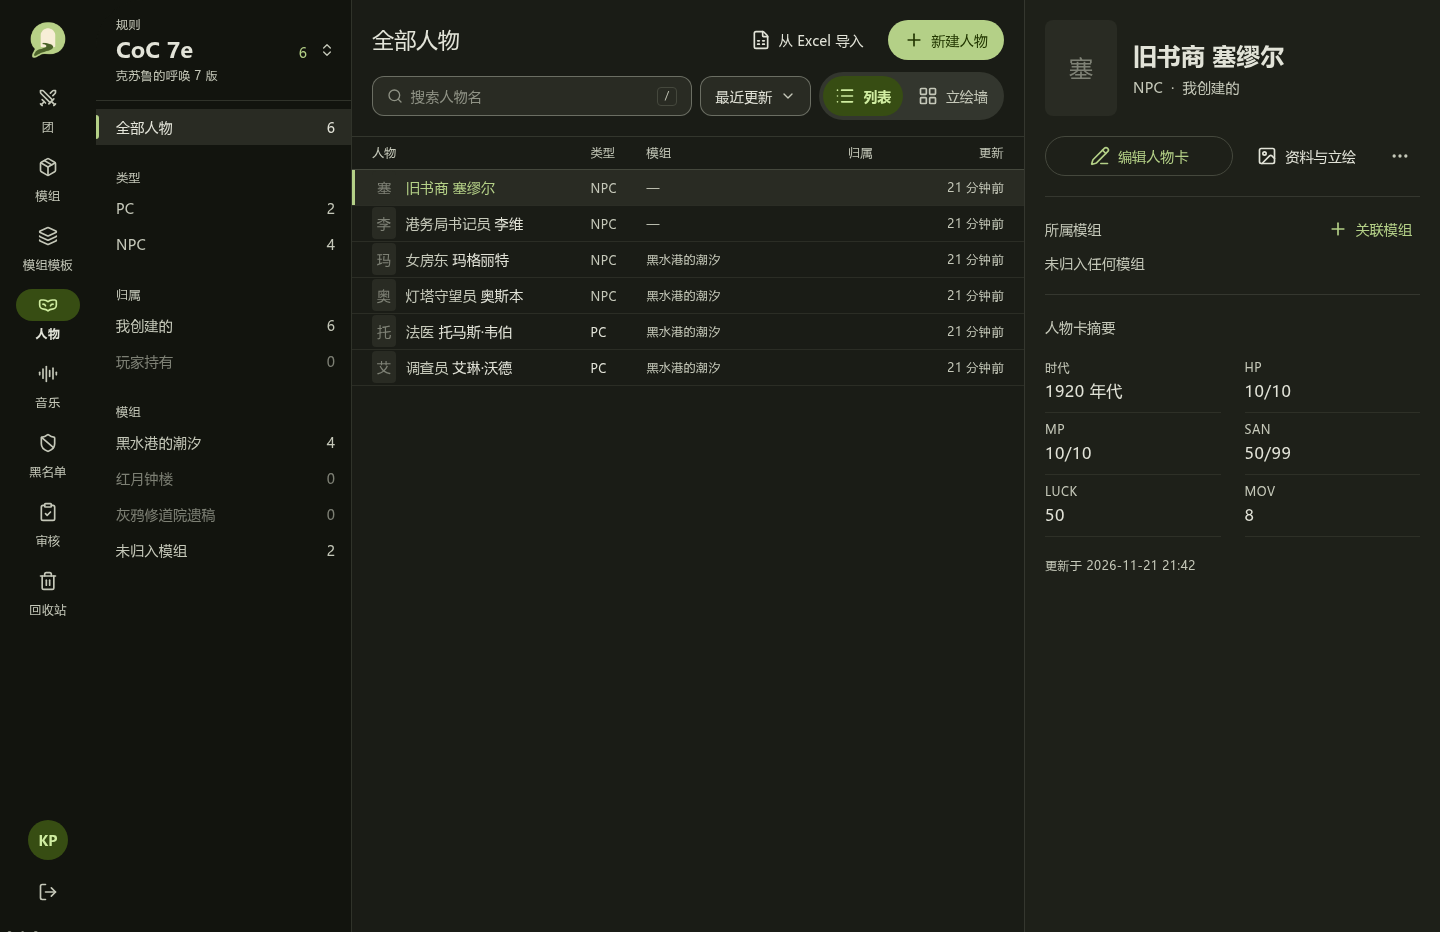 团
模组
模组模板
人物
音乐
黑名单
审核
回收站
KP
规则
CoC 7e
6
克苏鲁的呼唤 7 版
全部人物 6
类型
PC 2
NPC 4
归属
我创建的 6
玩家持有 0
模组
黑水港的潮汐 4
红月钟楼 0
灰鸦修道院遗稿 0
未归入模组 2
全部人物
从 Excel 导入
新建人物
搜索人物名 /
最近更新
列表
立绘墙
人物 类型 模组 归属 更新
塞 旧书商 塞缪尔 NPC — 21 分钟前
李 港务局书记员 李维 NPC — 21 分钟前
玛 女房东 玛格丽特 NPC 黑水港的潮汐 21 分钟前
奥 灯塔守望员 奥斯本 NPC 黑水港的潮汐 21 分钟前
托 法医 托马斯·韦伯 PC 黑水港的潮汐 21 分钟前
艾 调查员 艾琳·沃德 PC 黑水港的潮汐 21 分钟前
塞
旧书商 塞缪尔
NPC · 我创建的
编辑人物卡
资料与立绘
所属模组
关联模组
未归入任何模组
人物卡摘要
时代 HP
1920 年代 10/10
MP SAN
10/10 50/99
LUCK MOV
50 8
更新于 2026-11-21 21:42